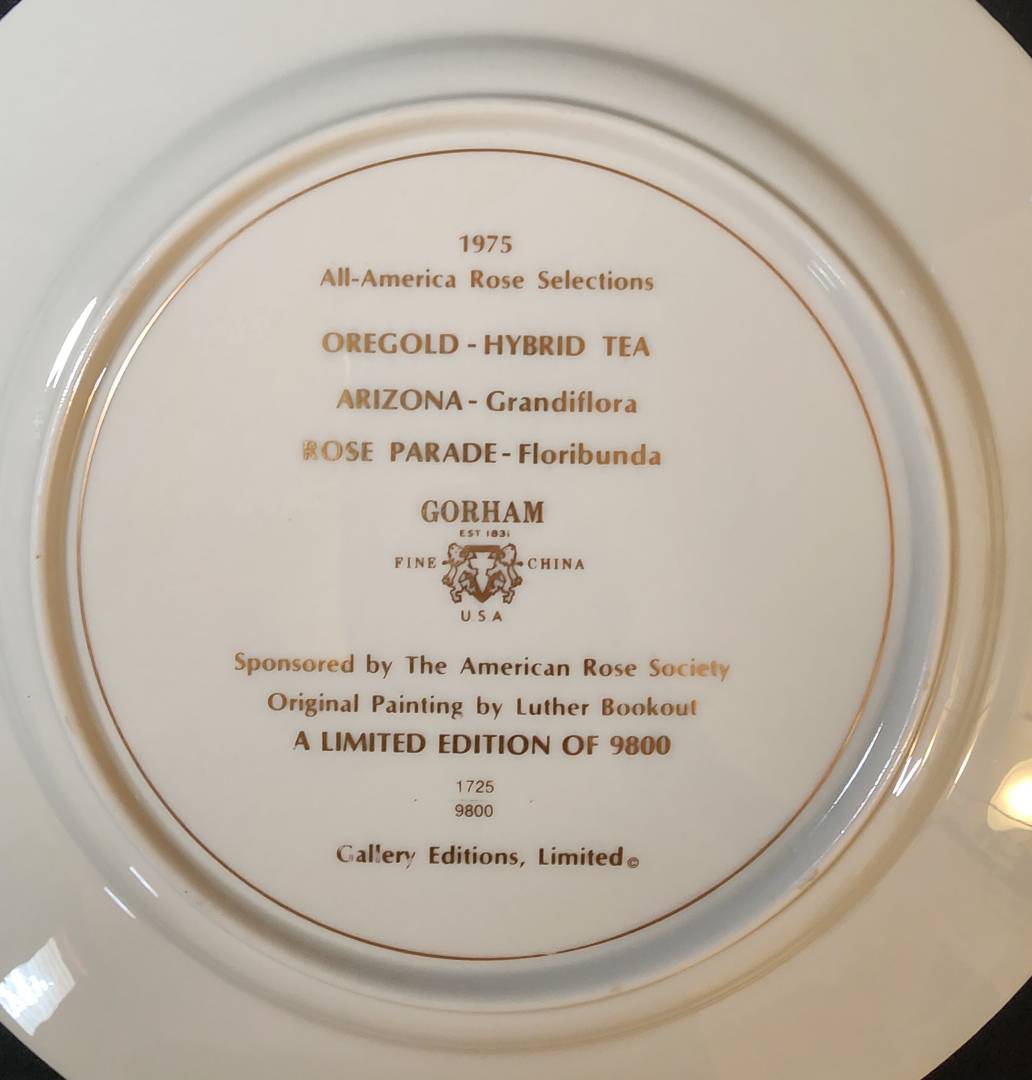 1975
All-America Rose Selections
OREGOLD - HYBRID TEA
ARIZONA - Grandiflora
ROSE PARADE - Floribunda
GORHAM
EST 1831
FINE CHINA
U.S.A
Sponsored by The American Rose Society
Original Painting by Luther Bookout
A LIMITED EDITION OF 9800
1725
9800
Gallery Editions, Limited ©